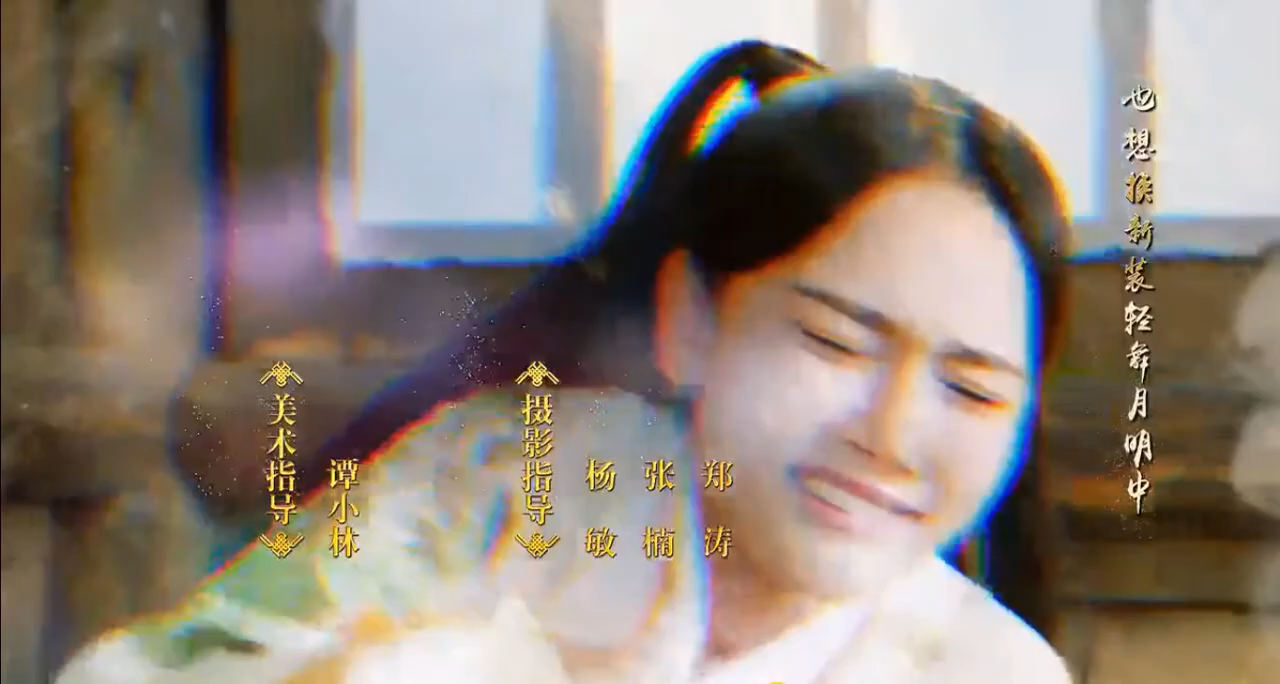 也想换新装轻舞月明中
郑涛
张楠
杨敏
摄影指导
谭小林
美术指导